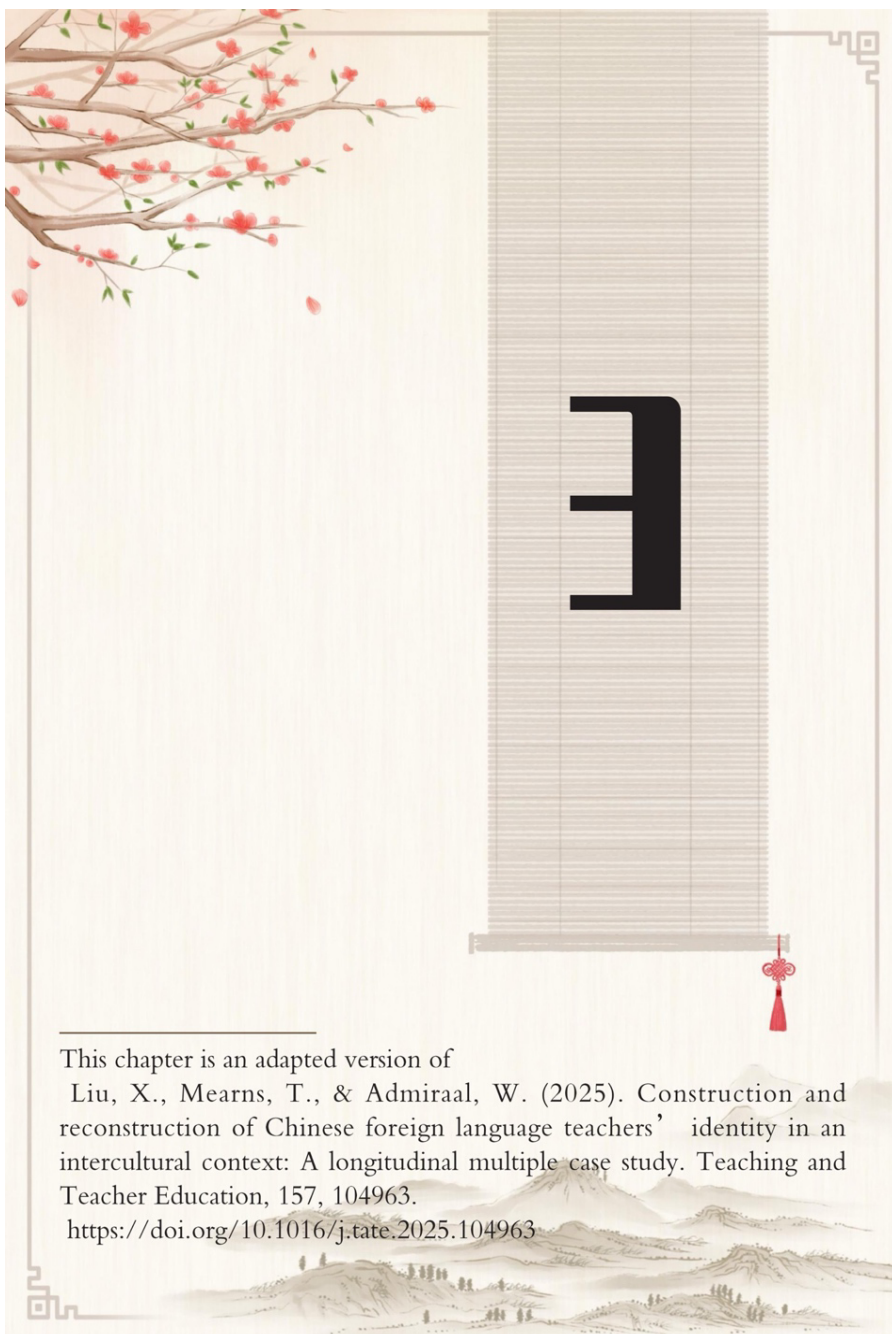 3
This chapter is an adapted version of
Liu, X., Mearns, T., & Admiraal, W. (2025). Construction and
reconstruction of Chinese foreign language teachers’ identity in an
intercultural context: A longitudinal multiple case study. Teaching and
Teacher Education, 157, 104963.
https://doi.org/10.1016/j.tate.2025.104963